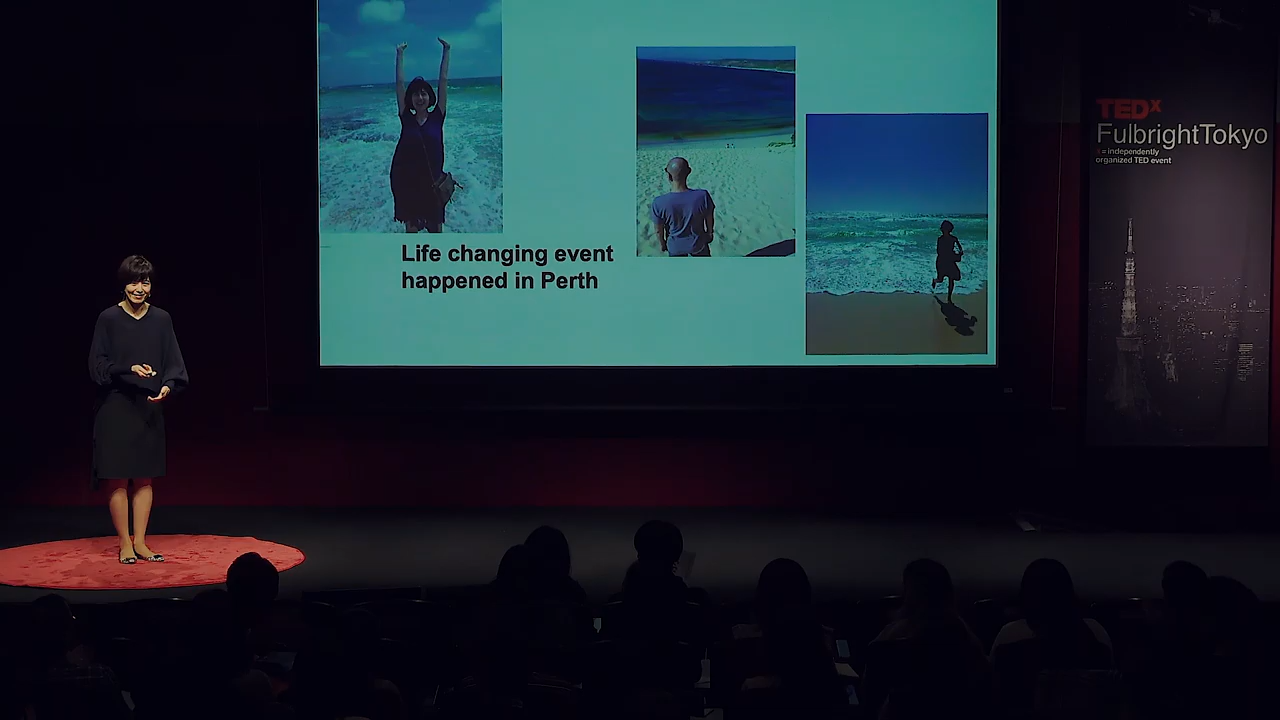 Life changing event
happened in Perth
TEDx
FulbrightTokyo
x = independently
organized TED event